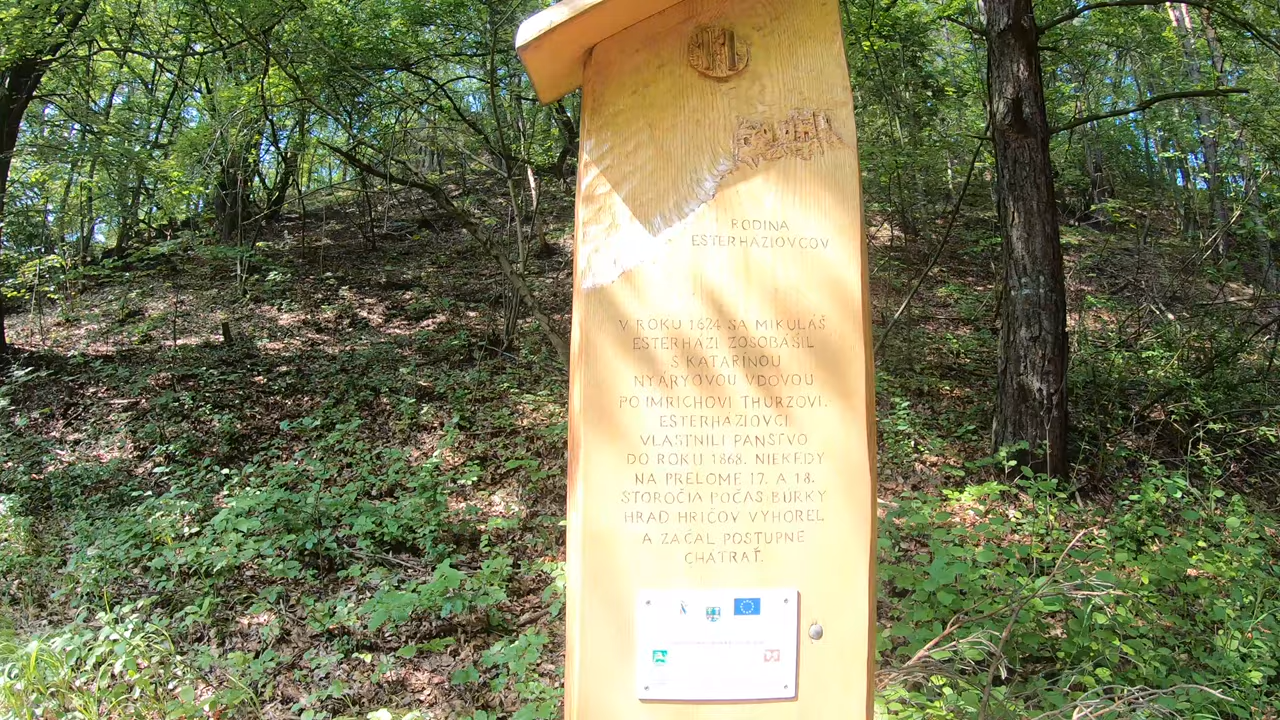 RODINA
ESTERHÁZIOVCOV
V ROKU 1624 SA MIKULÁŠ
ESTERHÁZI ZOSOBÁŠIL
S KATARÍNOU
NYÁRYOVOU VDOVOU
PO IMRICHOVI THURZOVI.
ESTERHÁZIOVCI
VLASTNILI PANSTVO
DO ROKU 1868. NIEKEDY
NA PRELOME 17. A 18.
STOROČIA POČAS BÚRKY
HRAD HRIČOV VYHOREL
A ZAČAL POSTUPNE
CHÁTRAŤ.